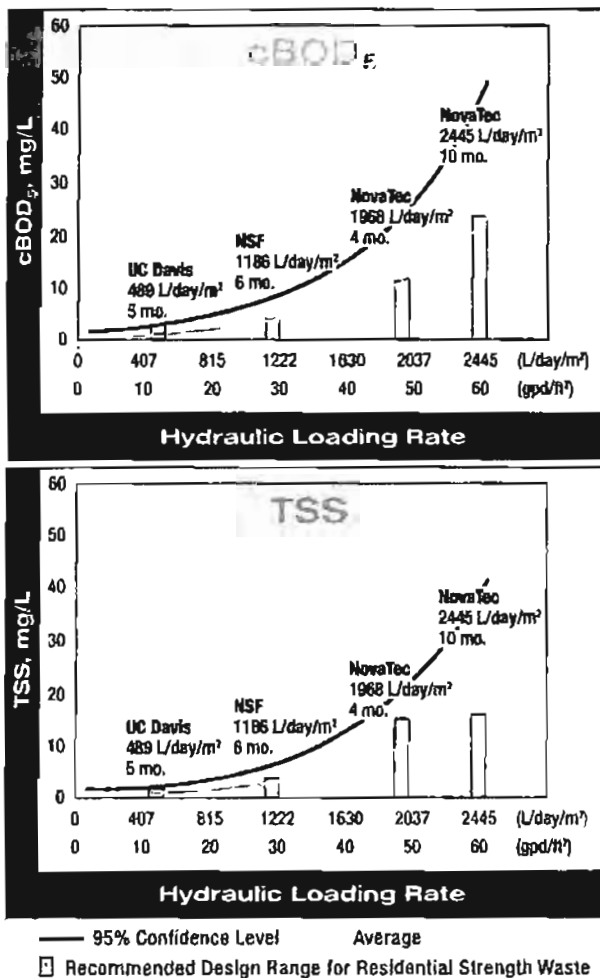 cBOD5
cBOD5, mg/L
60
50
40
30
20
10
0
UC Davis
489 L/day/m²
5 mo.
NSF
1186 L/day/m²
6 mo.
NovaTec
1968 L/day/m²
4 mo.
NovaTec
2445 L/day/m²
10 mo.
0 407 815 1222 1630 2037 2445 (L/day/m²)
0 10 20 30 40 50 60 (gpd/ft²)
Hydraulic Loading Rate
TSS
TSS, mg/L
60
50
40
30
20
10
0
UC Davis
489 L/day/m²
5 mo.
NSF
1186 L/day/m²
6 mo.
NovaTec
1968 L/day/m²
4 mo.
NovaTec
2445 L/day/m²
10 mo.
0 407 815 1222 1630 2037 2445 (L/day/m²)
0 10 20 30 40 50 60 (gpd/ft²)
Hydraulic Loading Rate
95% Confidence Level Average
Recommended Design Range for Residential Strength Waste